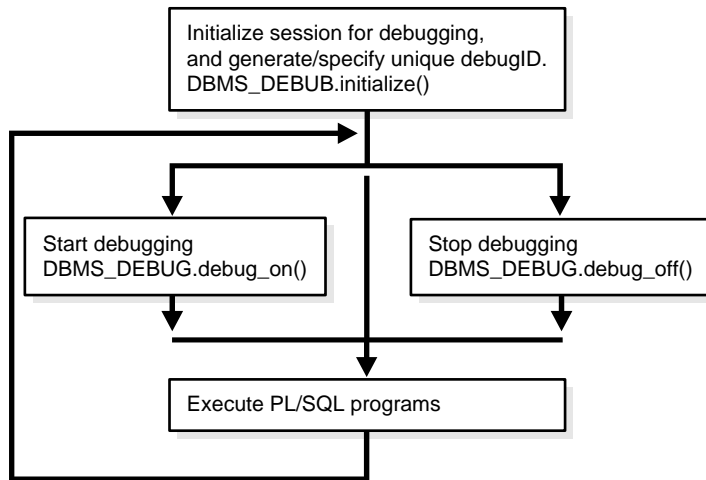 Initialize session for debugging,
and generate/specify unique debugID.
DBMS_DEBUB.initialize()
Start debugging
DBMS_DEBUG.debug_on()
Stop debugging
DBMS_DEBUG.debug_off()
Execute PL/SQL programs